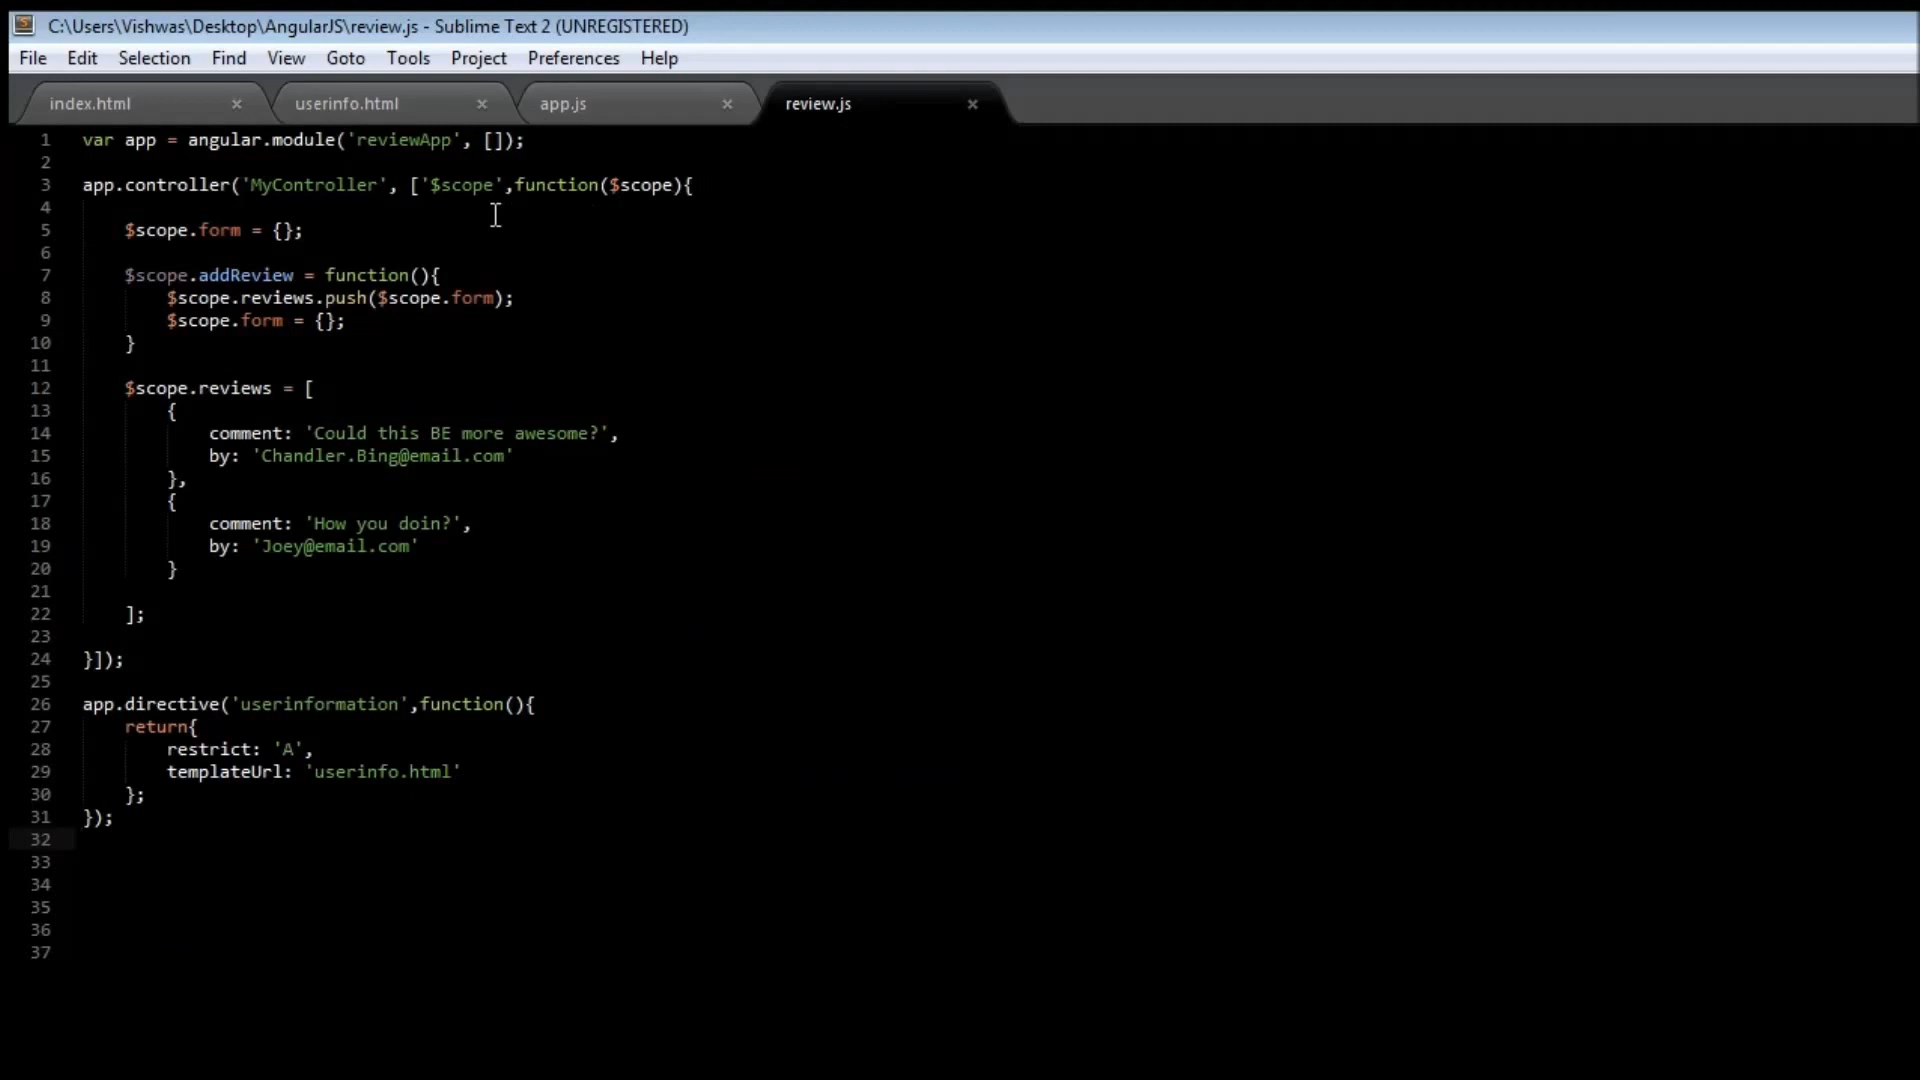 C:\Users\Vishwas\Desktop\AngularJS\review.js - Sublime Text 2 (UNREGISTERED)
File Edit Selection Find View Goto Tools Project Preferences Help
index.html × userinfo.html × app.js × review.js ×
1 var app = angular.module('reviewApp', []);
2
3 app.controller('MyController', ['$scope',function($scope){
4
5 $scope.form = {};
6
7 $scope.addReview = function(){
8 $scope.reviews.push($scope.form);
9 $scope.form = {};
10 }
11
12 $scope.reviews = [
13 {
14 comment: 'Could this BE more awesome?',
15 by: 'Chandler.Bing@email.com'
16 },
17 {
18 comment: 'How you doin?',
19 by: 'Joey@email.com'
20 }
21
22 ];
23
24 }]);
25
26 app.directive('userinformation',function(){
27 return{
28 restrict: 'A',
29 templateUrl: 'userinfo.html'
30 };
31 });
32
33
34
35
36
37